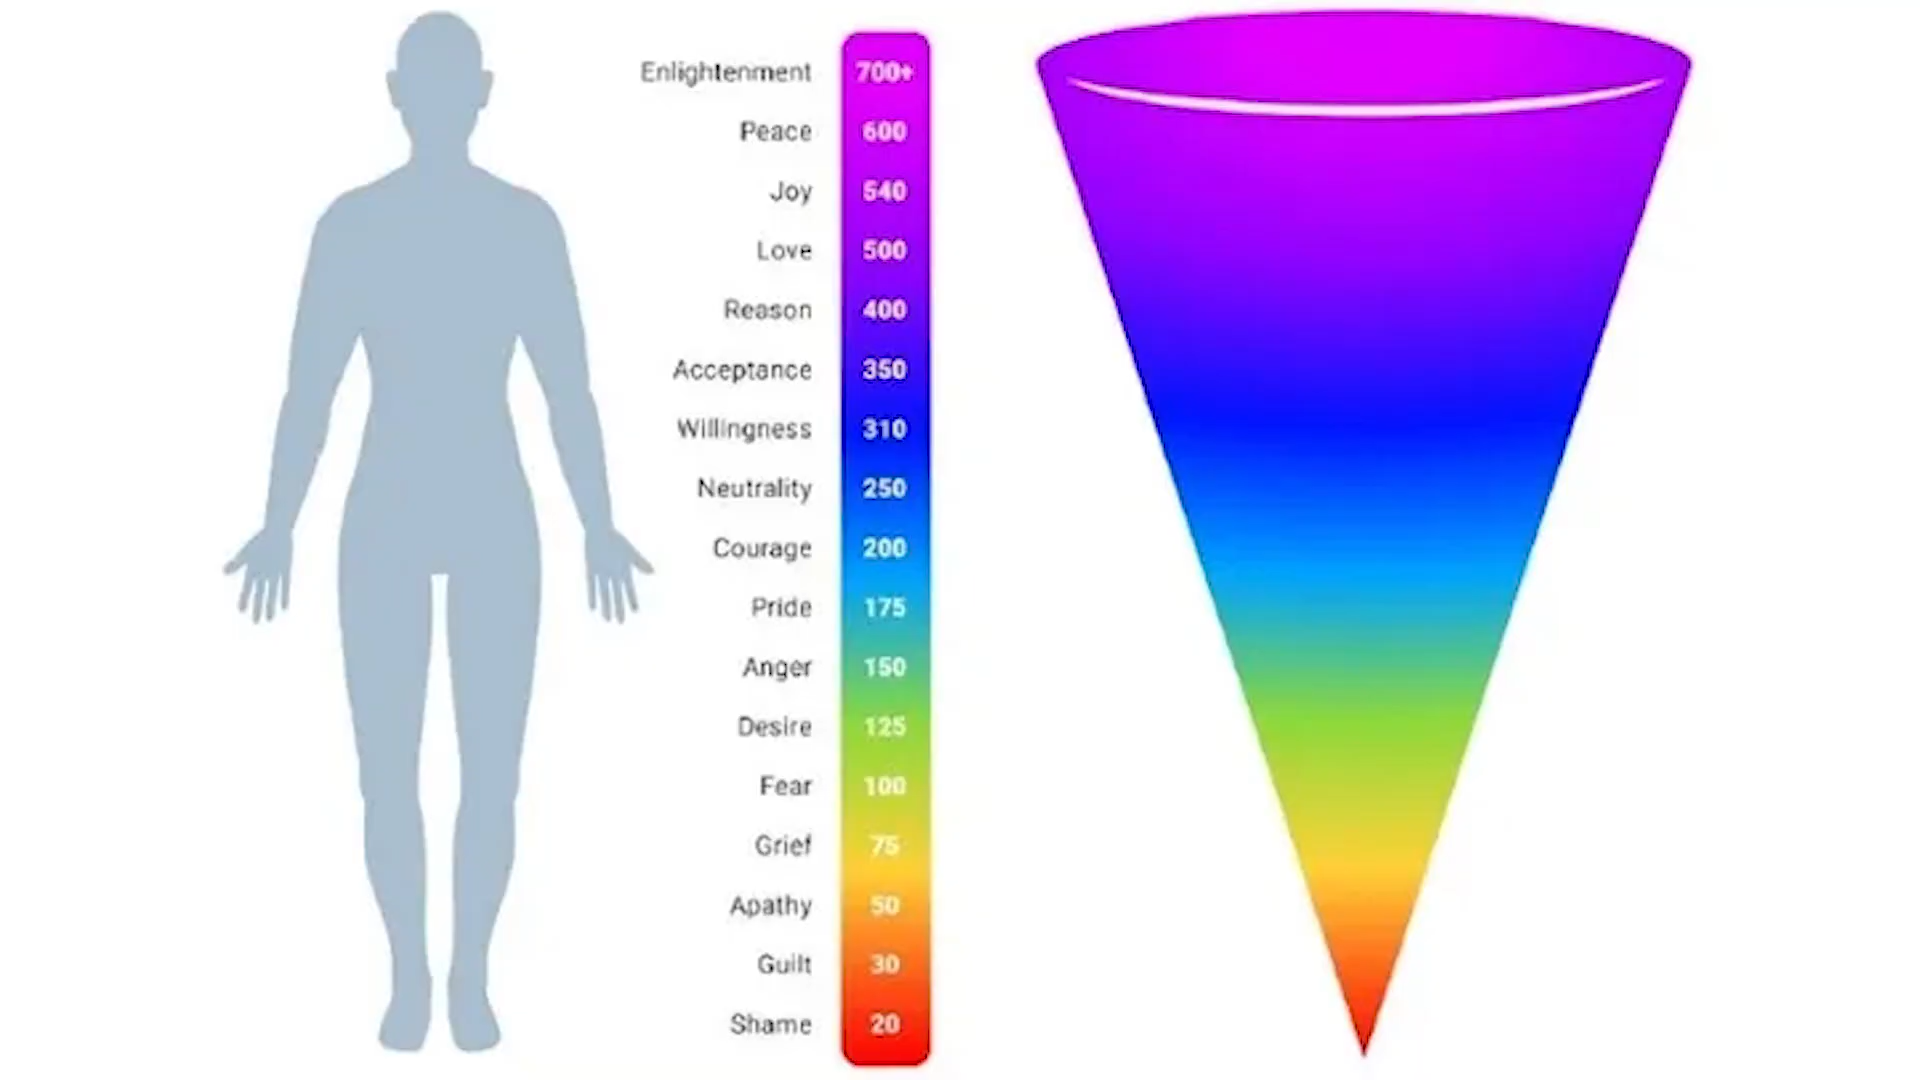 Enlightenment 700+
Peace 600
Joy 540
Love 500
Reason 400
Acceptance 350
Willingness 310
Neutrality 250
Courage 200
Pride 175
Anger 150
Desire 125
Fear 100
Grief 75
Apathy 50
Guilt 30
Shame 20